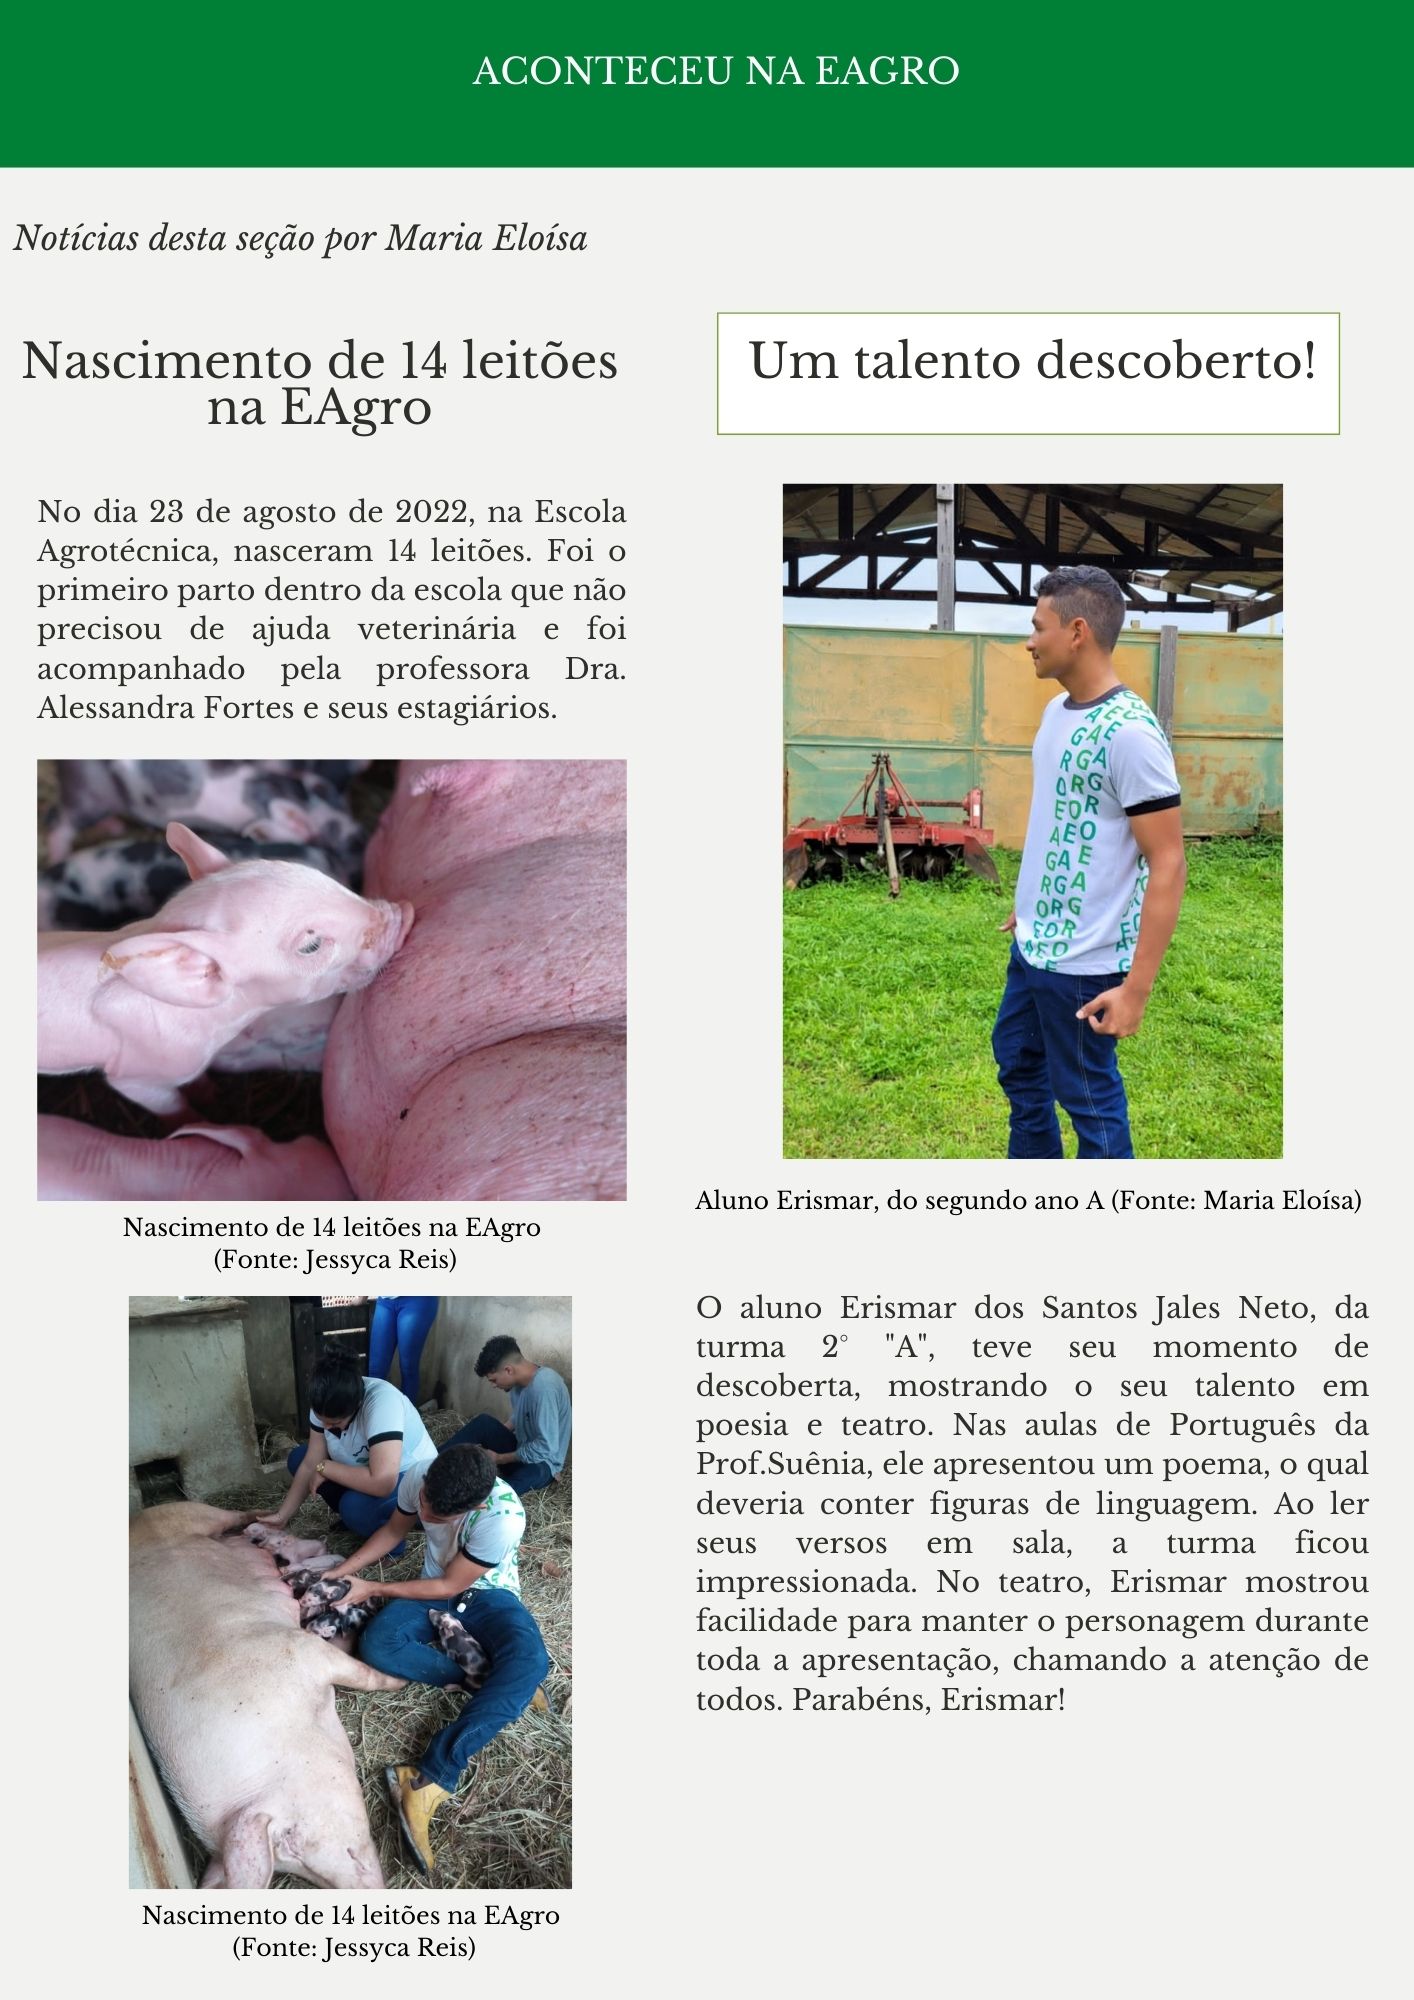 ACONTECEU NA EAGRO
Notícias desta seção por Maria Eloísa
Nascimento de 14 leitões
na EAgro
No dia 23 de agosto de 2022, na Escola
Agrotécnica, nasceram 14 leitões. Foi o
primeiro parto dentro da escola que não
precisou de ajuda veterinária e foi
acompanhado pela professora Dra.
Alessandra Fortes e seus estagiários.
Nascimento de 14 leitões na EAgro
(Fonte: Jessyca Reis)
Nascimento de 14 leitões na EAgro
(Fonte: Jessyca Reis)
Um talento descoberto!
Aluno Erismar, do segundo ano A (Fonte: Maria Eloísa)
O aluno Erismar dos Santos Jales Neto, da
turma 2° "A", teve seu momento de
descoberta, mostrando o seu talento em
poesia e teatro. Nas aulas de Português da
Prof.Suênia, ele apresentou um poema, o qual
deveria conter figuras de linguagem. Ao ler
seus versos em sala, a turma ficou
impressionada. No teatro, Erismar mostrou
facilidade para manter o personagem durante
toda a apresentação, chamando a atenção de
todos. Parabéns, Erismar!